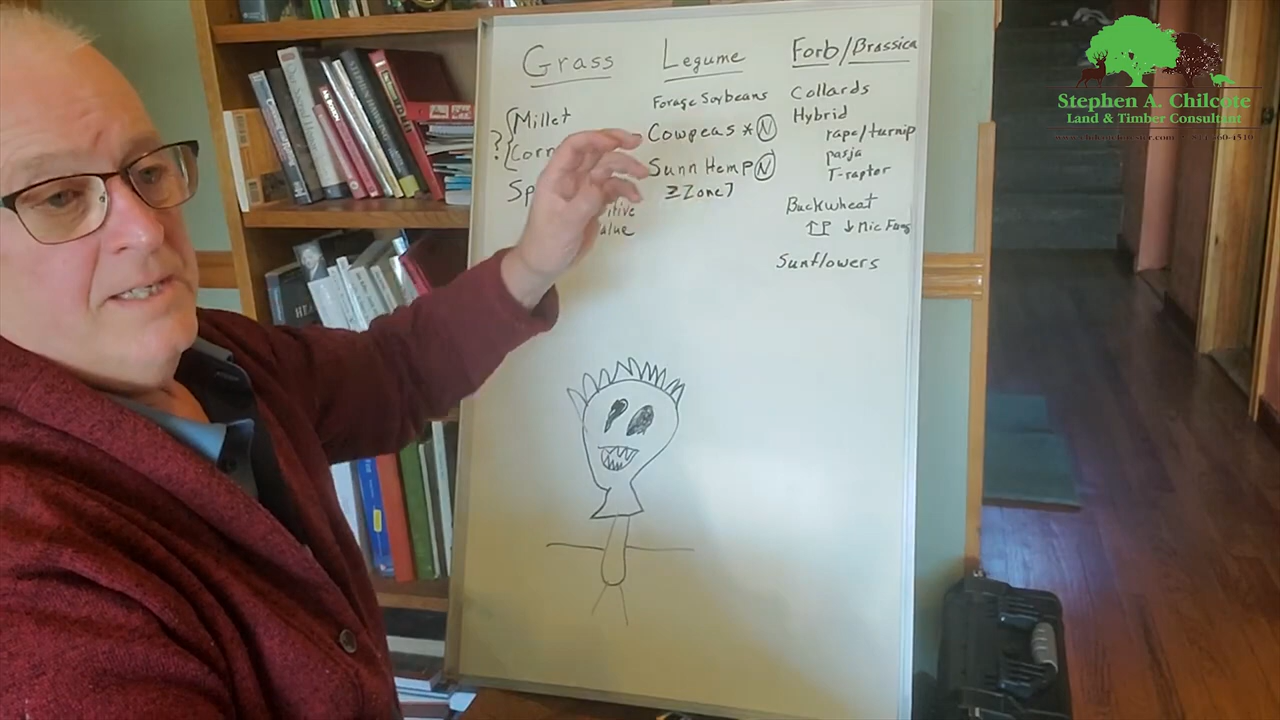 Grass
Legume
Forb/Brassica
? { Millet
Corn
Sp
itive
alue
Forage Soybeans
Cowpeas * N
Sunn Hemp N
≥ Zone 7
Collards
Hybrid
rape/turnip
pasja
T-raptor
Buckwheat
↑P ↓ Mic Fung
Sunflowers
Stephen A. Chilcote
Land & Timber Consultant